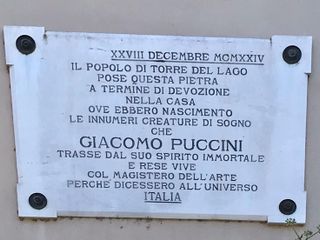 XXVIII DECEMBRE MCMXXIV
IL POPOLO DI TORRE DEL LAGO
POSE QUESTA PIETRA
A TERMINE DI DEVOZIONE
NELLA CASA
OVE EBBERO NASCIMENTO
LE INNUMERI CREATURE DI SOGNO
CHE
GIACOMO PUCCINI
TRASSE DAL SUO SPIRITO IMMORTALE
E RESE VIVE
COL MAGISTERO DELL'ARTE
PERCHE DICESSERO ALL'UNIVERSO
ITALIA